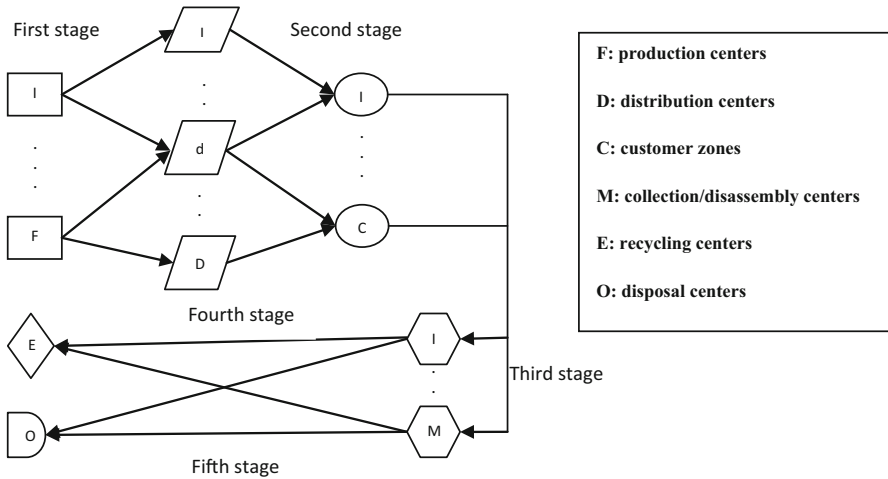 First stage
Second stage
I
I
I
d
F
C
D
Fourth stage
E
I
Third stage
O
M
Fifth stage
F: production centers
D: distribution centers
C: customer zones
M: collection/disassembly centers
E: recycling centers
O: disposal centers